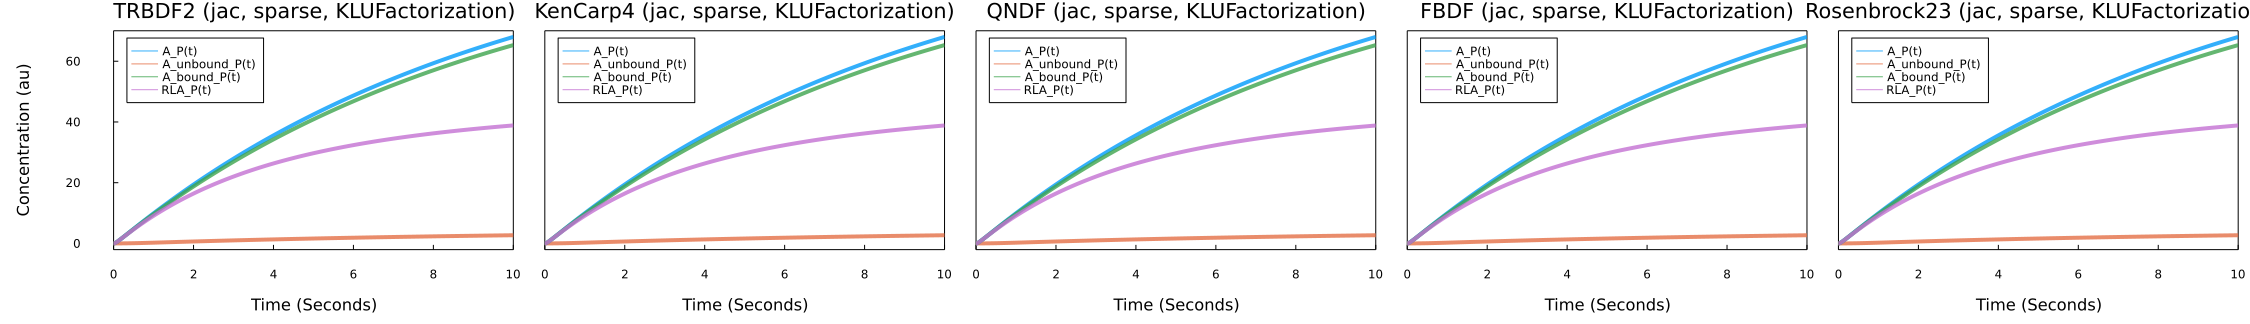 TRBDF2 (jac, sparse, KLUFactorization)
KenCarp4 (jac, sparse, KLUFactorization)
QNDF (jac, sparse, KLUFactorization)
FBDF (jac, sparse, KLUFactorization)
Rosenbrock23 (jac, sparse, KLUFactorizatio
Concentration (au)
60
40
20
0
A_P(t)
A_unbound_P(t)
A_bound_P(t)
RLA_P(t)
0 2 4 6 8 10
Time (Seconds)
A_P(t)
A_unbound_P(t)
A_bound_P(t)
RLA_P(t)
0 2 4 6 8 10
Time (Seconds)
A_P(t)
A_unbound_P(t)
A_bound_P(t)
RLA_P(t)
0 2 4 6 8 10
Time (Seconds)
A_P(t)
A_unbound_P(t)
A_bound_P(t)
RLA_P(t)
0 2 4 6 8 10
Time (Seconds)
A_P(t)
A_unbound_P(t)
A_bound_P(t)
RLA_P(t)
0 2 4 6 8 10
Time (Seconds)